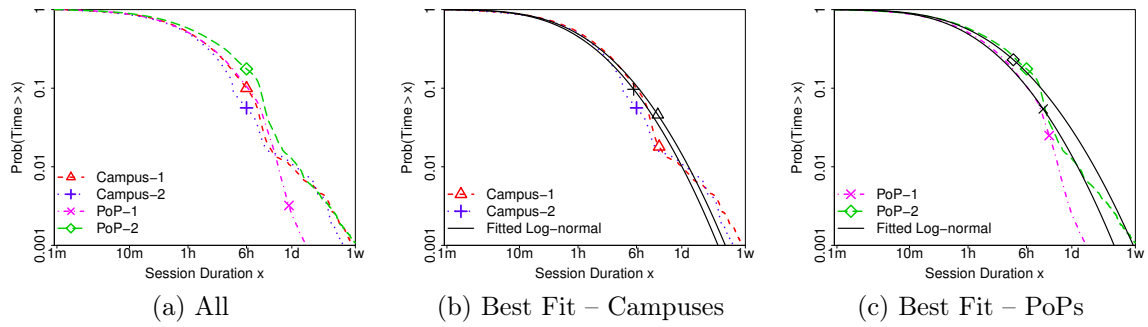 Prob(Time > x)
1
0.1
0.01
0.001
Campus-1
Campus-2
PoP-1
PoP-2
0.1m 10m 1h 6h 1d 1w
Session Duration x
(a) All
Prob(Time > x)
1
0.1
0.01
0.001
Campus-1
Campus-2
Fitted Log-normal
0.1m 10m 1h 6h 1d 1w
Session Duration x
(b) Best Fit – Campuses
Prob(Time > x)
1
0.1
0.01
0.001
PoP-1
PoP-2
Fitted Log-normal
0.1m 10m 1h 6h 1d 1w
Session Duration x
(c) Best Fit – PoPs